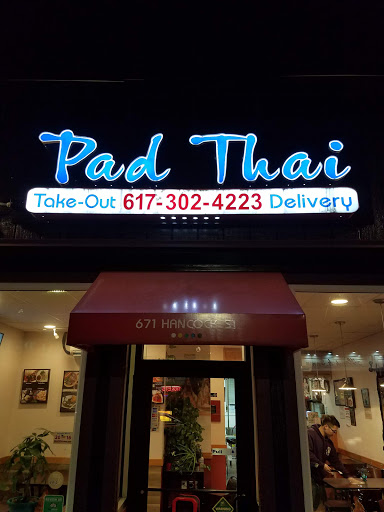 Pad Thai
Take-Out 617-302-4223 Delivery
671 HANCOCK ST